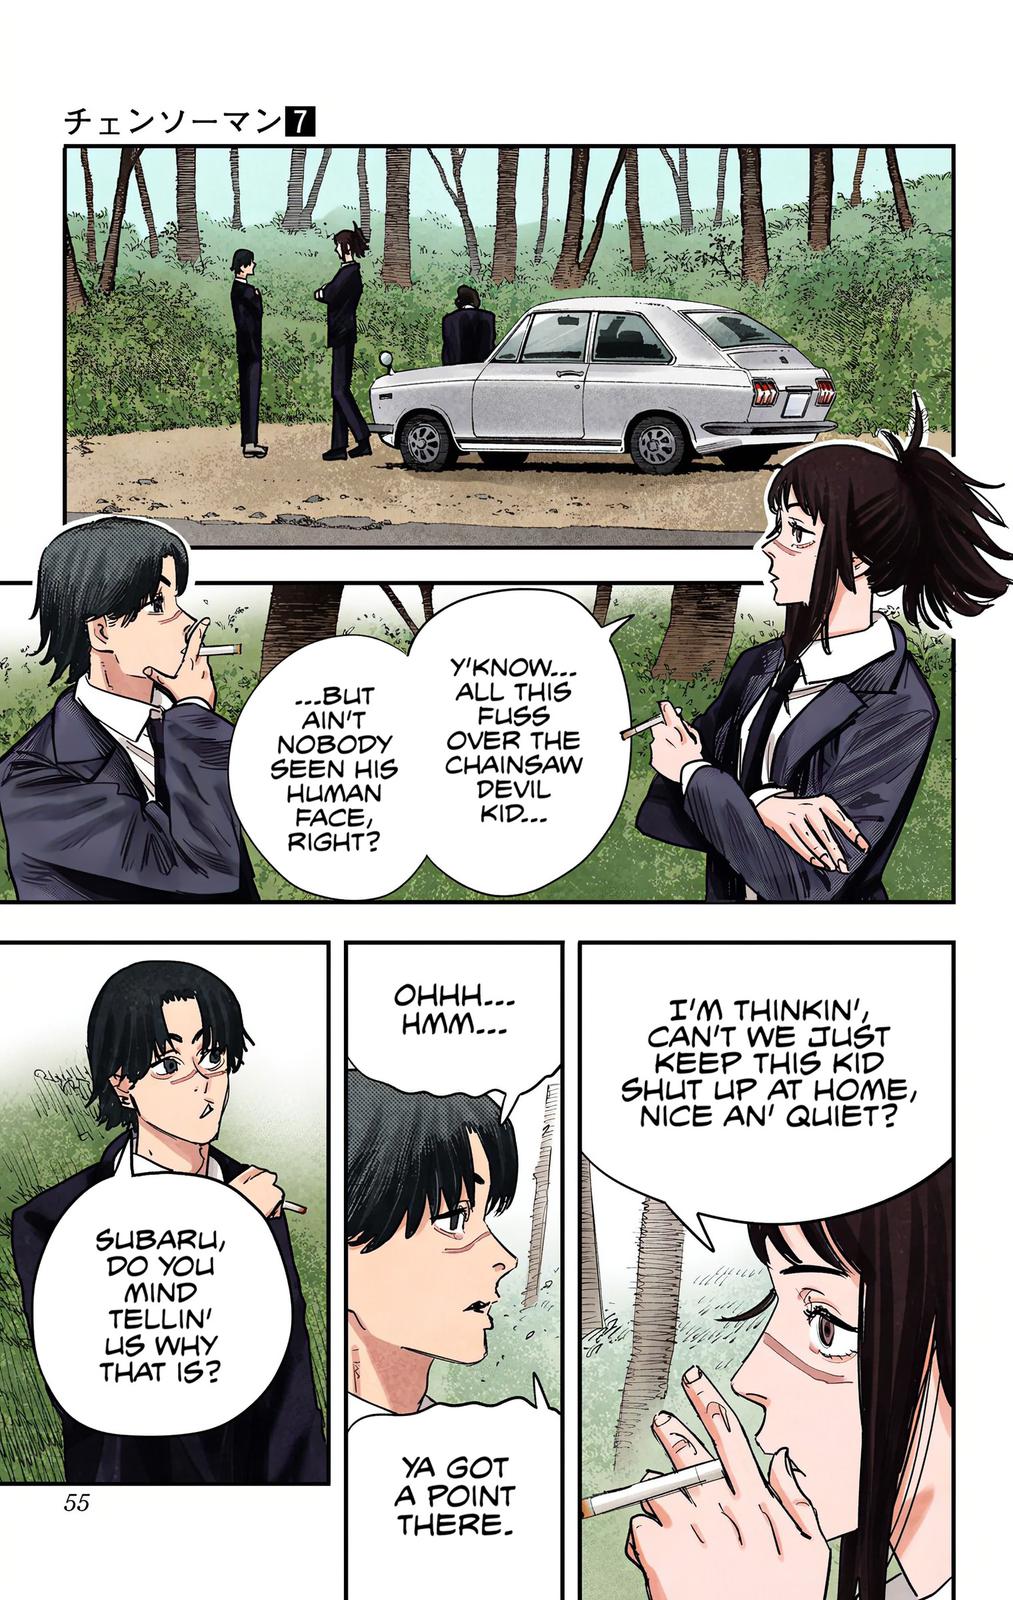 チェンソーマン7
Y'KNOW...
ALL THIS
FUSS
OVER THE
CHAINSAW
DEVIL
KID...
...BUT
AIN'T
NOBODY
SEEN HIS
HUMAN
FACE,
RIGHT?
I'M THINKIN',
CAN'T WE JUST
KEEP THIS KID
SHUT UP AT HOME,
NICE AN' QUIET?
OHHH...
HMM...
YA GOT
A POINT
THERE.
SUBARU,
DO YOU
MIND
TELLIN'
US WHY
THAT IS?
55